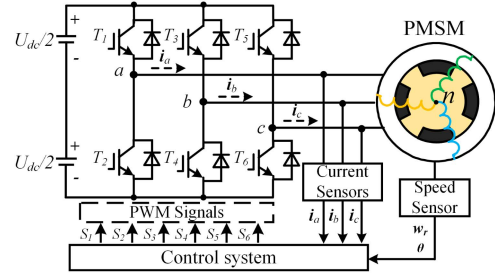 PMSM
+
U_dc/2
-
T_1
T_3
T_5
a
i_a
b
i_b
n
c
i_c
+
U_dc/2
-
T_2
T_4
T_6
Current
Sensors
Speed
Sensor
PWM Signals
S_1 S_2 S_3 S_4 S_5 S_6
i_a i_b i_c
w_r
θ
Control system